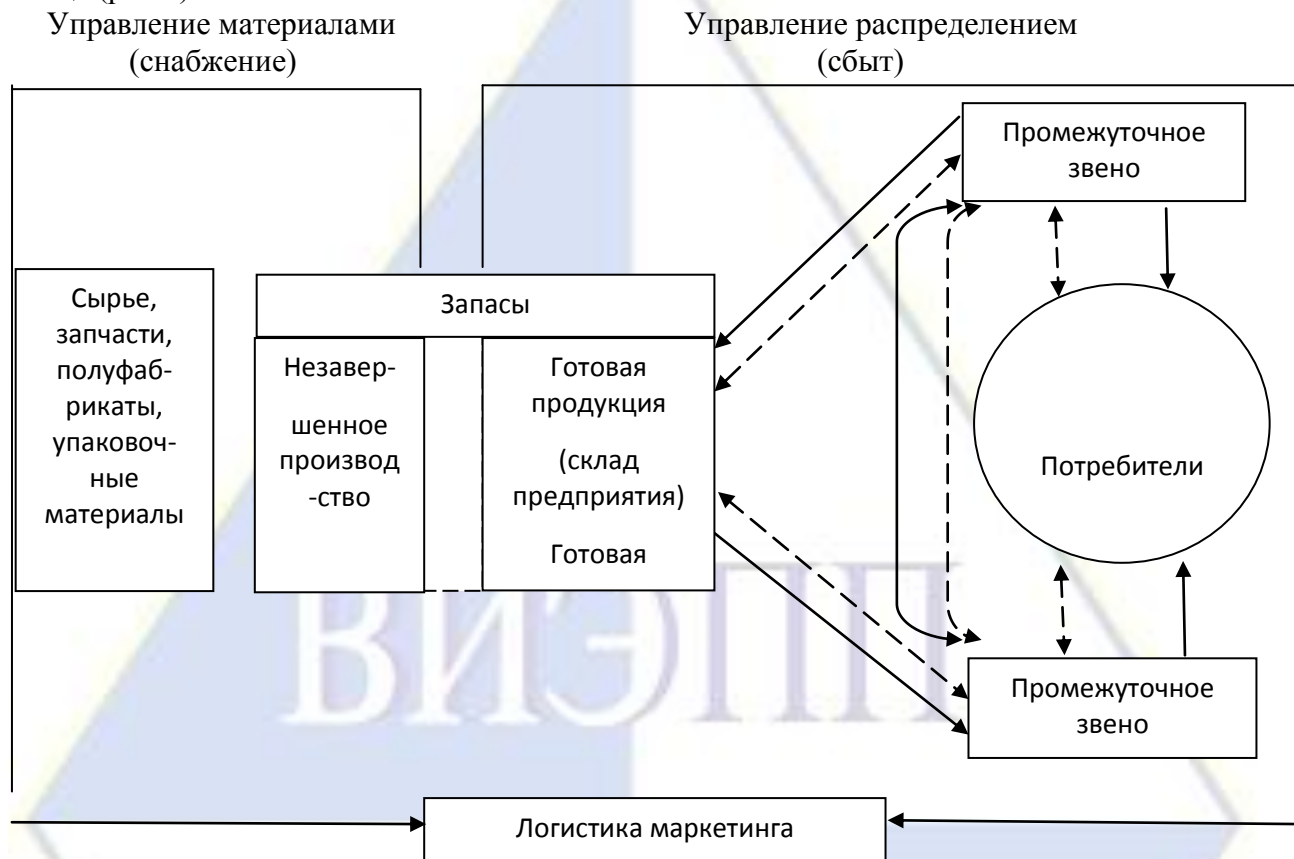 Управление материалами
(снабжение)
Управление распределением
(сбыт)
Промежуточное
звено
Сырье,
запчасти,
полуфаб-
рикаты,
упаковоч-
ные
материалы
Запасы
Незавер-
шенное
производ
-ство
Готовая
продукция
(склад
предприятия)
Готовая
Потребители
ВИЭПП
Промежуточное
звено
Логистика маркетинга